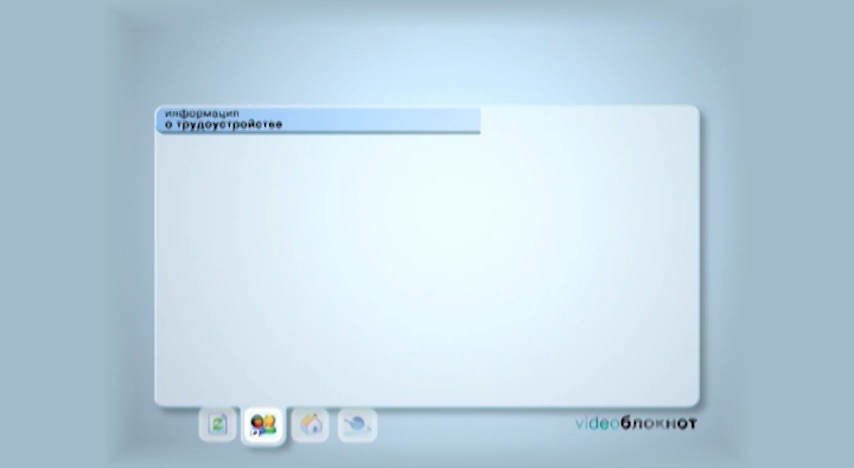 информация
о трудоустройстве
videoблокнот